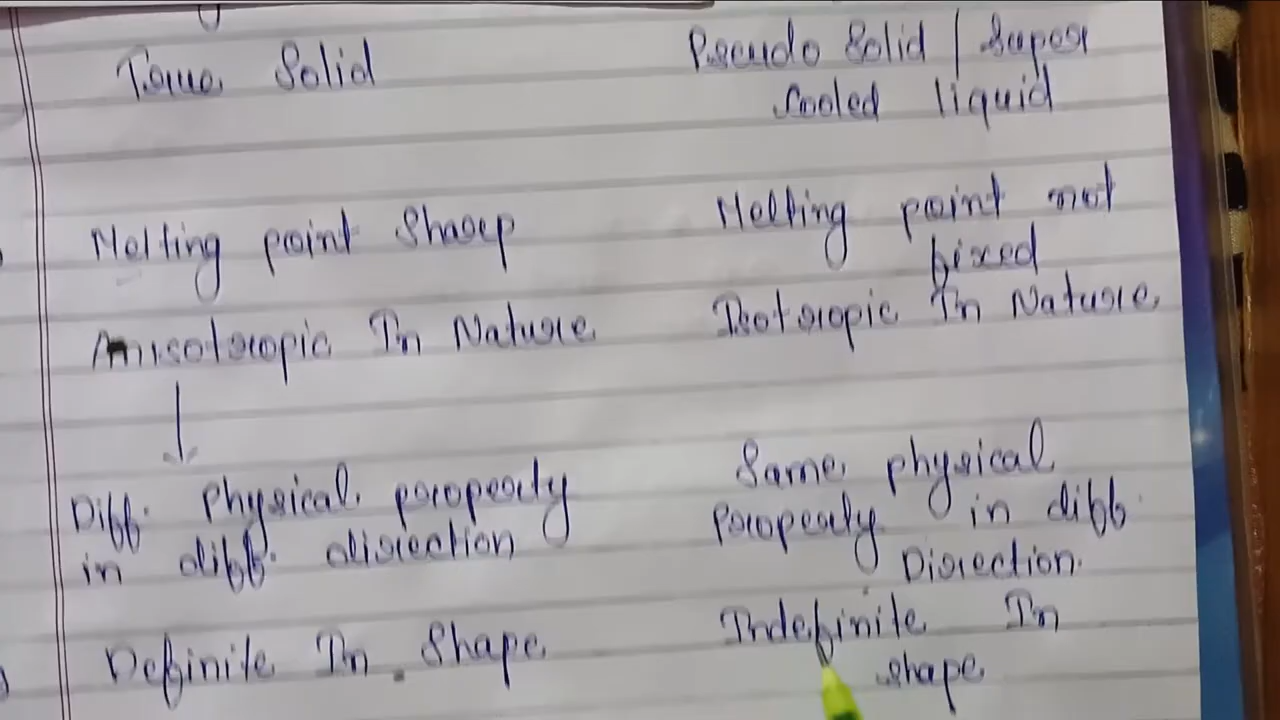 True Solid
Pseudo Solid / Super
Cooled liquid
Melting point Sharp
Melting point not
fixed
Anisotropic In Nature
Isotropic In Nature
Diff. Physical property
in diff. direction
Same physical
property in diff.
Direction.
Definite In Shape
Indefinite In
shape